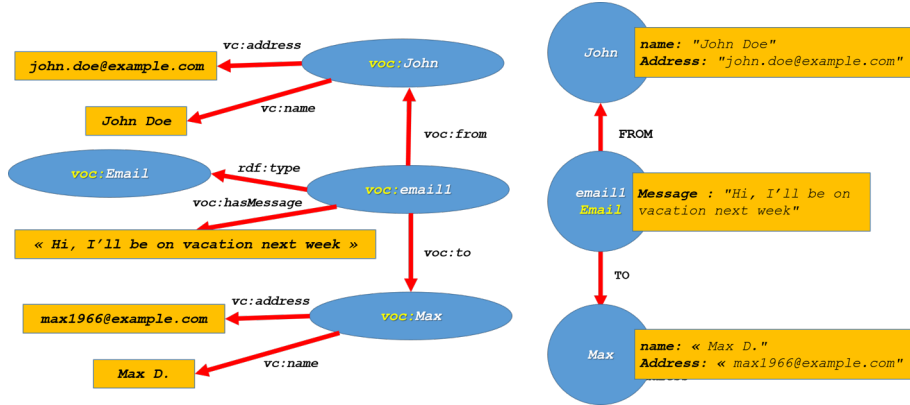 vc:address
john.doe@example.com
voc:John
vc:name
John Doe
voc:from
rdf:type
voc:Email
voc:email1
voc:hasMessage
« Hi, I’ll be on vacation next week »
voc:to
vc:address
max1966@example.com
voc:Max
vc:name
Max D.
John
name: "John Doe"
Address: "john.doe@example.com"
FROM
email1
Email
Message : "Hi, I’ll be on
vacation next week"
TO
Max
name: « Max D."
Address: « max1966@example.com"